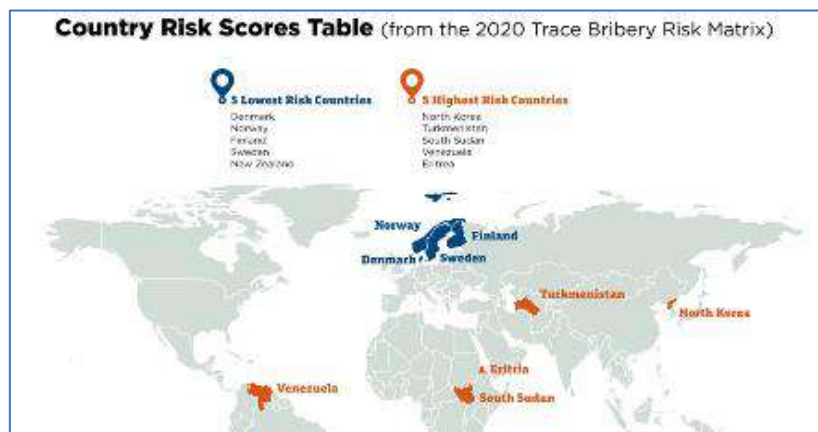 Country Risk Scores Table (from the 2020 Trace Bribery Risk Matrix)
5 Lowest Risk Countries
Denmark
Norway
Finland
Sweden
New Zealand
5 Highest Risk Countries
North Korea
Turkmenistan
South Sudan
Venezuela
Eritrea
Norway
Finland
Denmark
Sweden
Turkmenistan
North Korea
Eritria
Venezuela
South Sudan